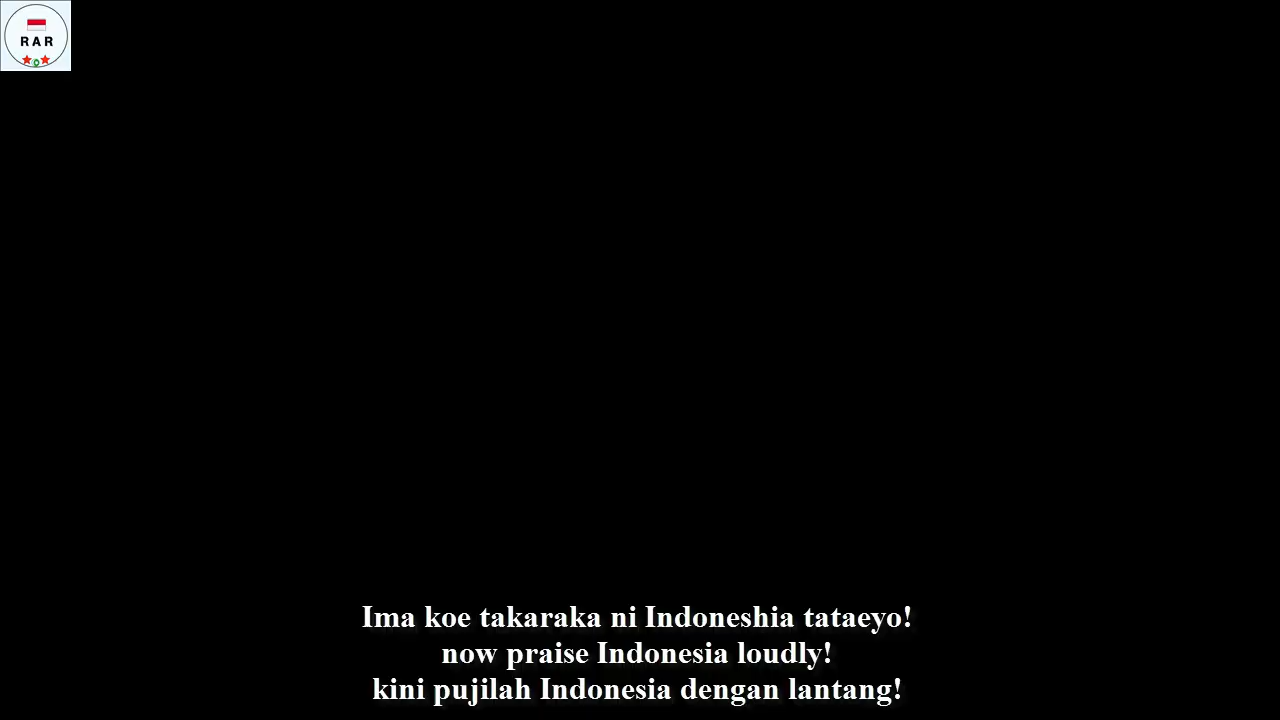 RAR
Ima koe takaraka ni Indoneshia tataeyo!
now praise Indonesia loudly!
kini pujilah Indonesia dengan lantang!